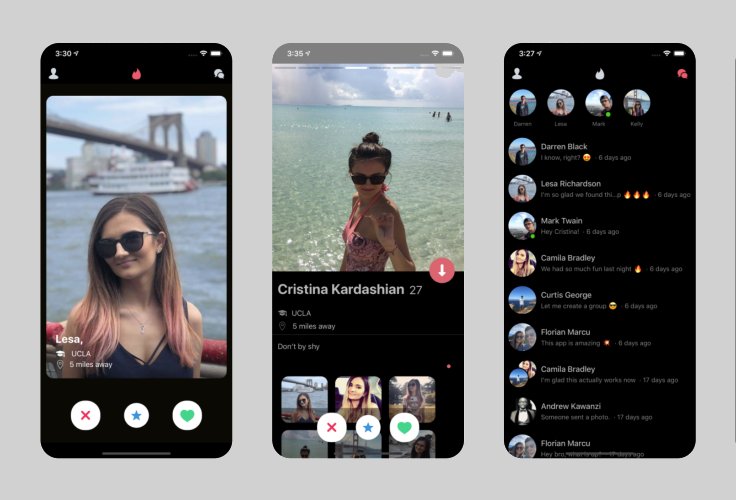 3:30
Lesa,
UCLA
5 miles away
3:35
Cristina Kardashian 27
UCLA
5 miles away
Don't by shy
3:27
Darren
Lesa
Mark
Kelly
Darren Black
I know, right? 😍 · 6 days ago
Lesa Richardson
I'm so glad we found thi...p 🔥🔥🔥 · 6 days ago
Mark Twain
Hey Cristina! · 6 days ago
Camila Bradley
We had so much fun last night 🔥 · 6 days ago
Curtis George
Let me create a group 😎 · 6 days ago
Florian Marcu
This app is amazing 💥 · 6 days ago
Camila Bradley
I'm glad this actually works now · 17 days ago
Andrew Kawanzi
Someone sent a photo. · 17 days ago
Florian Marcu
Hey bro, what is up? · 17 days ago